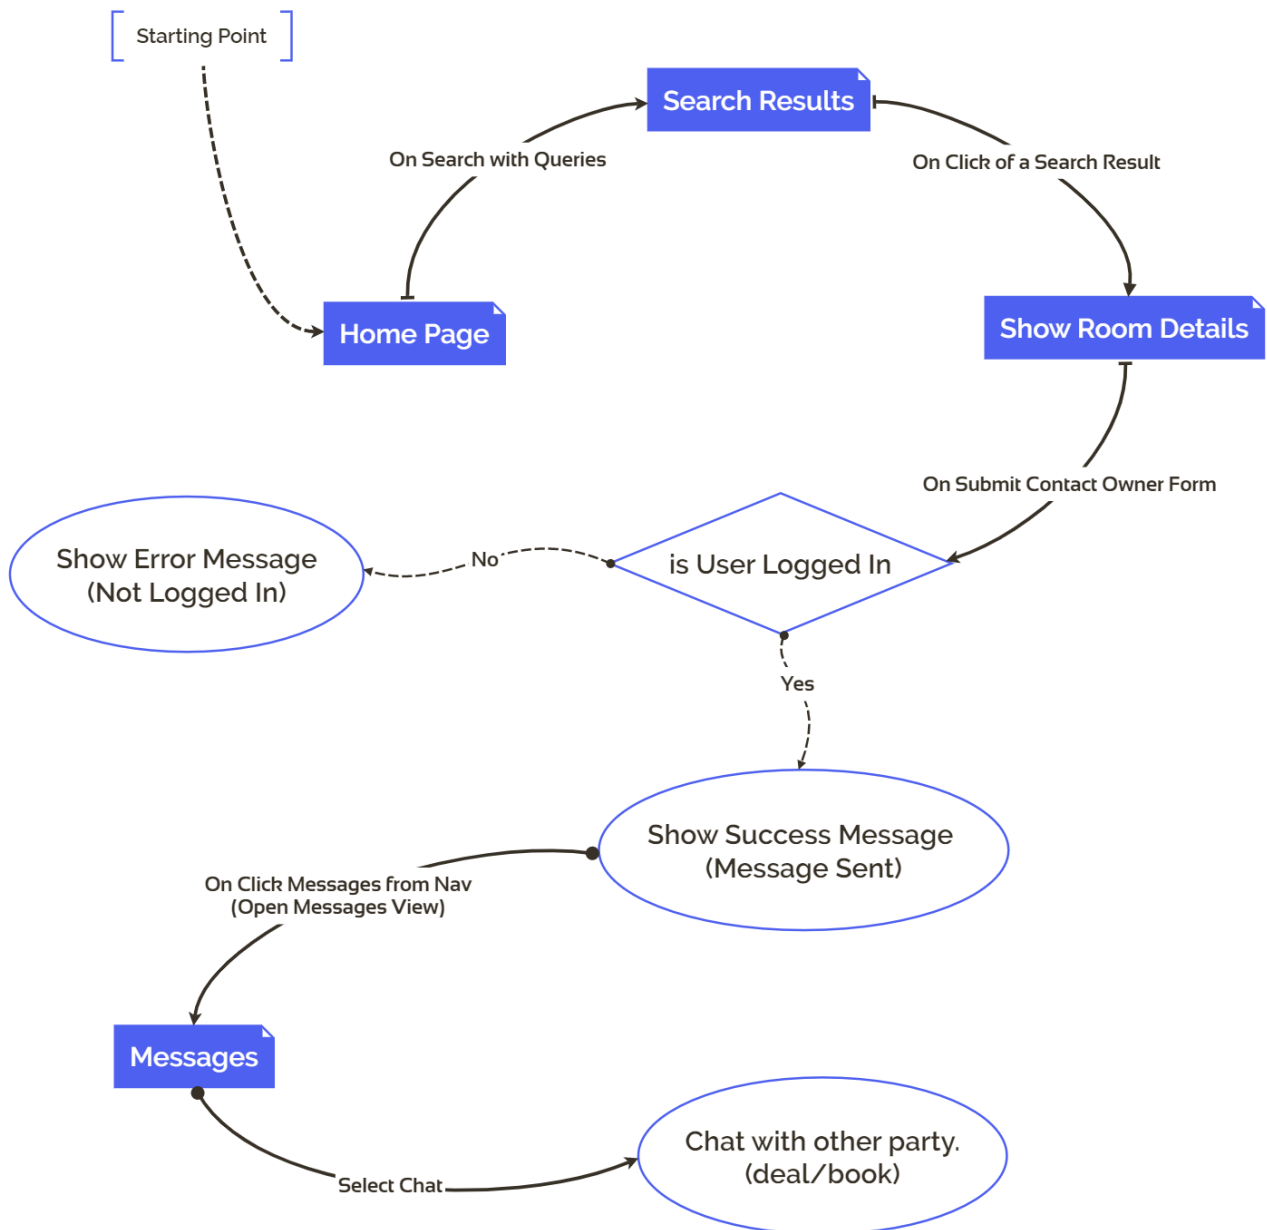 Starting Point
Search Results
On Search with Queries
On Click of a Search Result
Home Page
Show Room Details
On Submit Contact Owner Form
Show Error Message
(Not Logged In)
No
is User Logged In
Yes
Show Success Message
(Message Sent)
On Click Messages from Nav
(Open Messages View)
Messages
Chat with other party.
(deal/book)
Select Chat